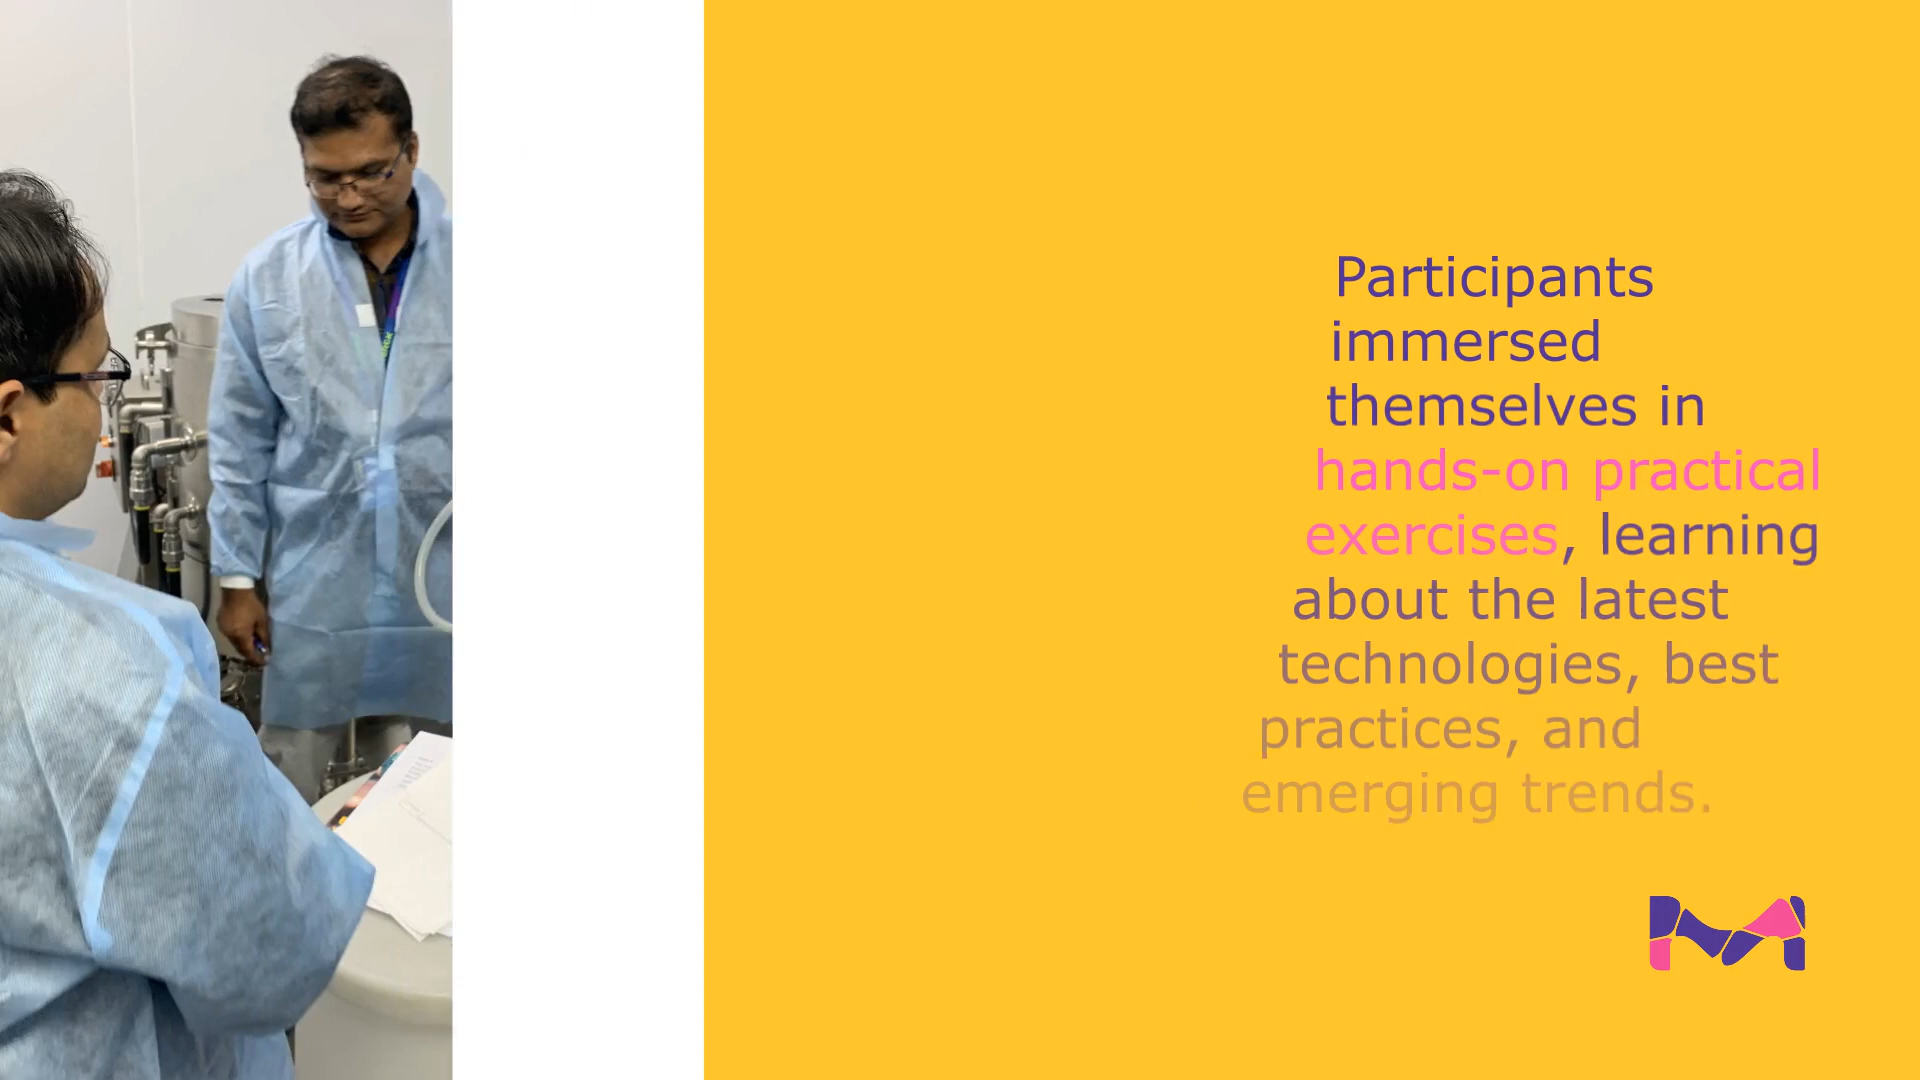 Participants
immersed
themselves in
hands-on practical
exercises, learning
about the latest
technologies, best
practices, and
emerging trends.